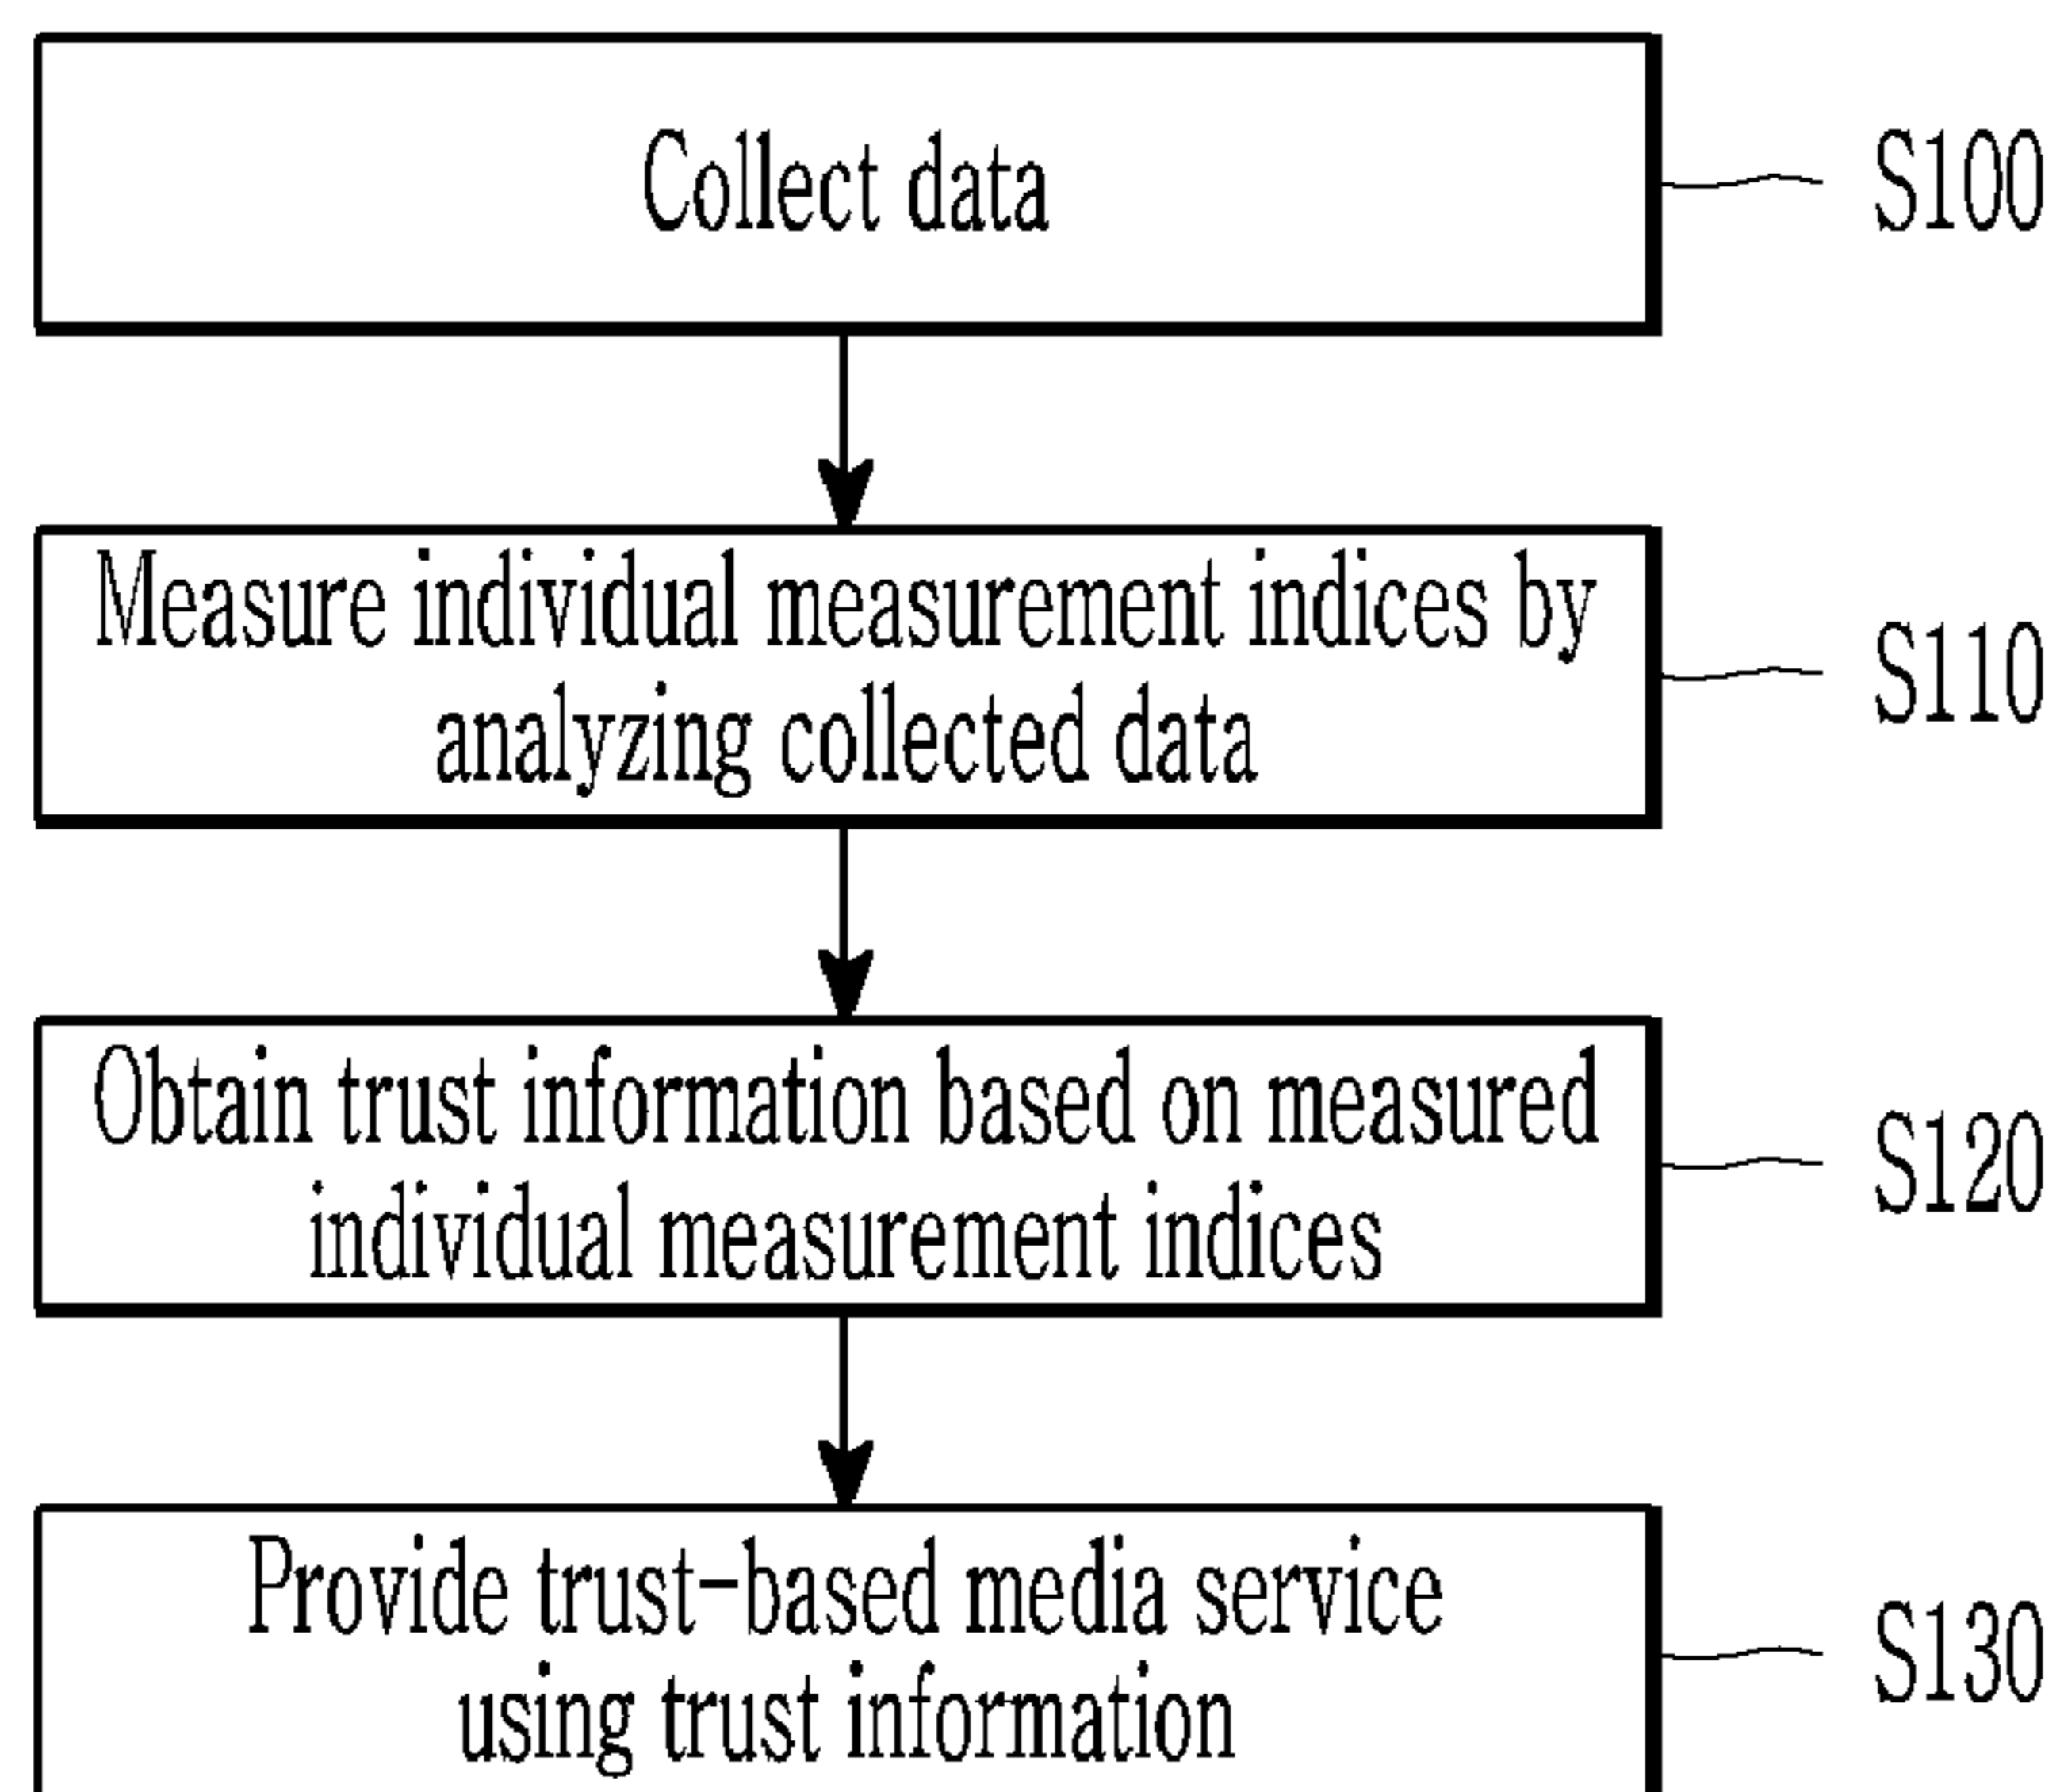 Collect data
S100
Measure individual measurement indices by
analyzing collected data
S110
Obtain trust information based on measured
individual measurement indices
S120
Provide trust-based media service
using trust information
S130